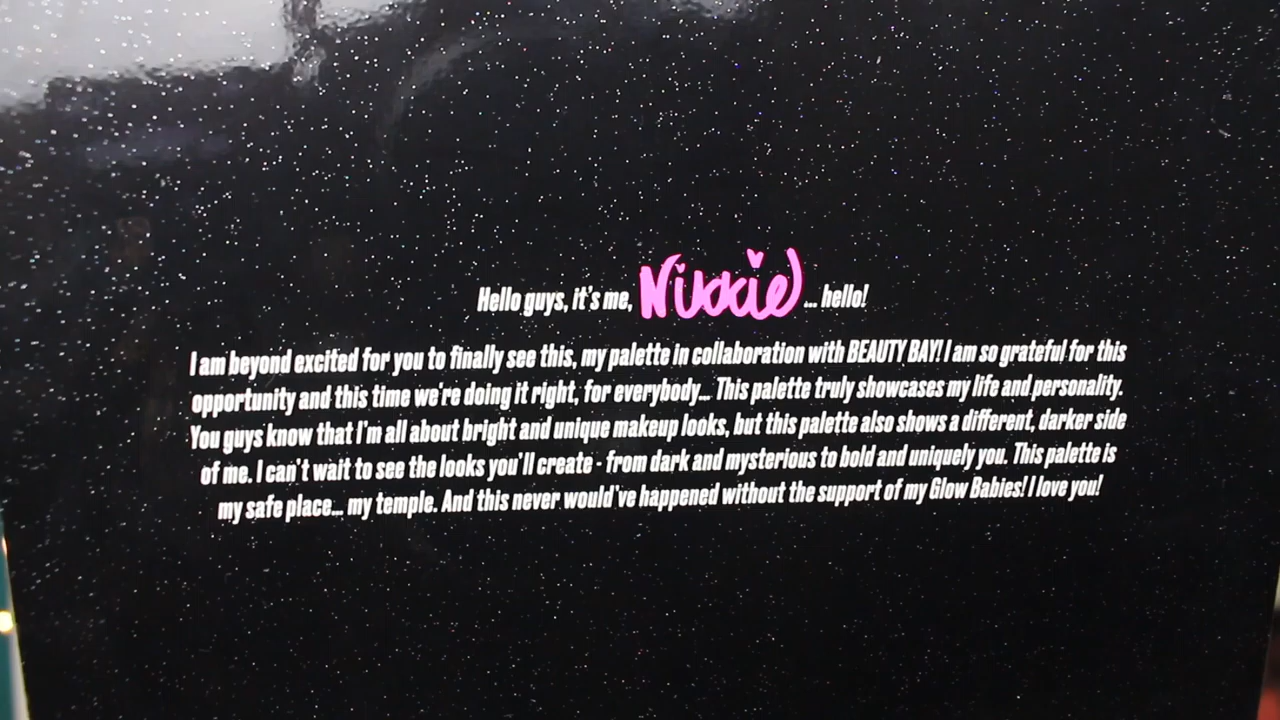 Hello guys, it's me, Nikkie ... hello!
I am beyond excited for you to finally see this, my palette in collaboration with BEAUTY BAY! I am so grateful for this
opportunity and this time we're doing it right, for everybody... This palette truly showcases my life and personality.
You guys know that I'm all about bright and unique makeup looks, but this palette also shows a different, darker side
of me. I can't wait to see the looks you'll create - from dark and mysterious to bold and uniquely you. This palette is
my safe place... my temple. And this never would've happened without the support of my Glow Babies! I love you!